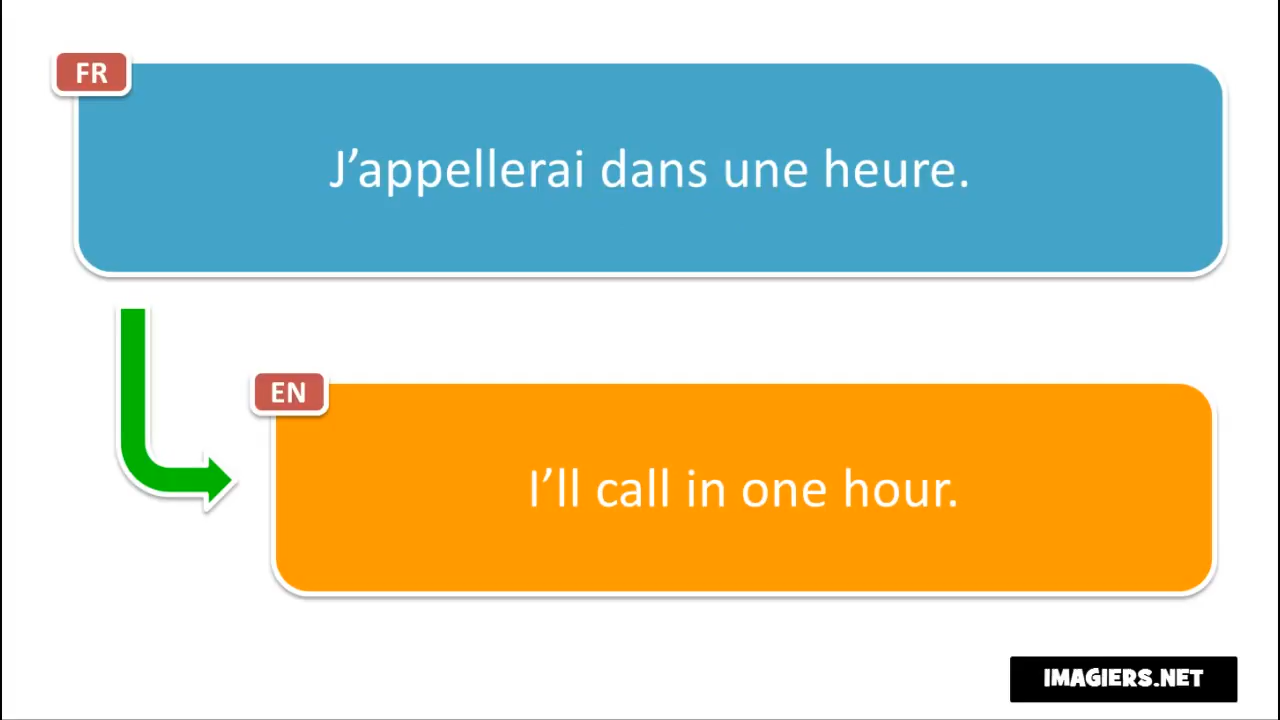 FR
J’appellerai dans une heure.
EN
I’ll call in one hour.
IMAGIERS.NET